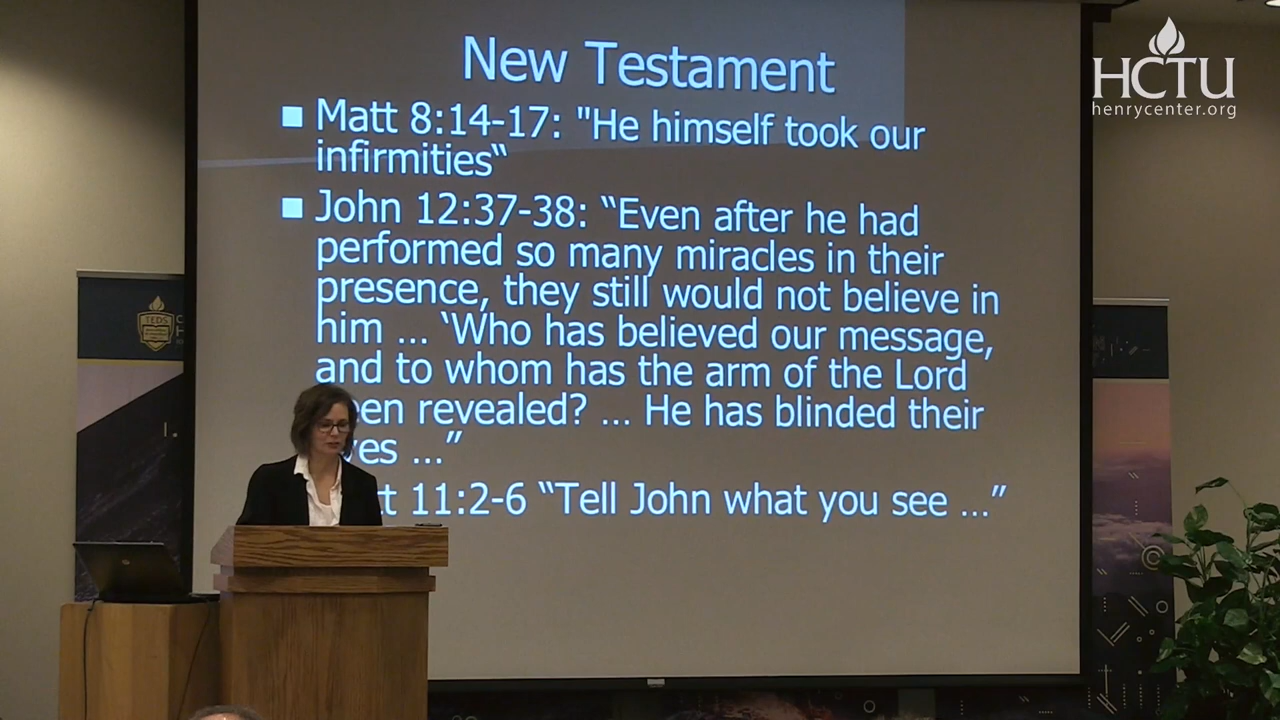 New Testament
Matt 8:14-17: "He himself took our
infirmities“
John 12:37-38: “Even after he had
performed so many miracles in their
presence, they still would not believe in
him ... ‘Who has believed our message,
and to whom has the arm of the Lord
een revealed? ... He has blinded their
yes ...”
t 11:2-6 “Tell John what you see ...”
HCTU
henrycenter.org
TEDS